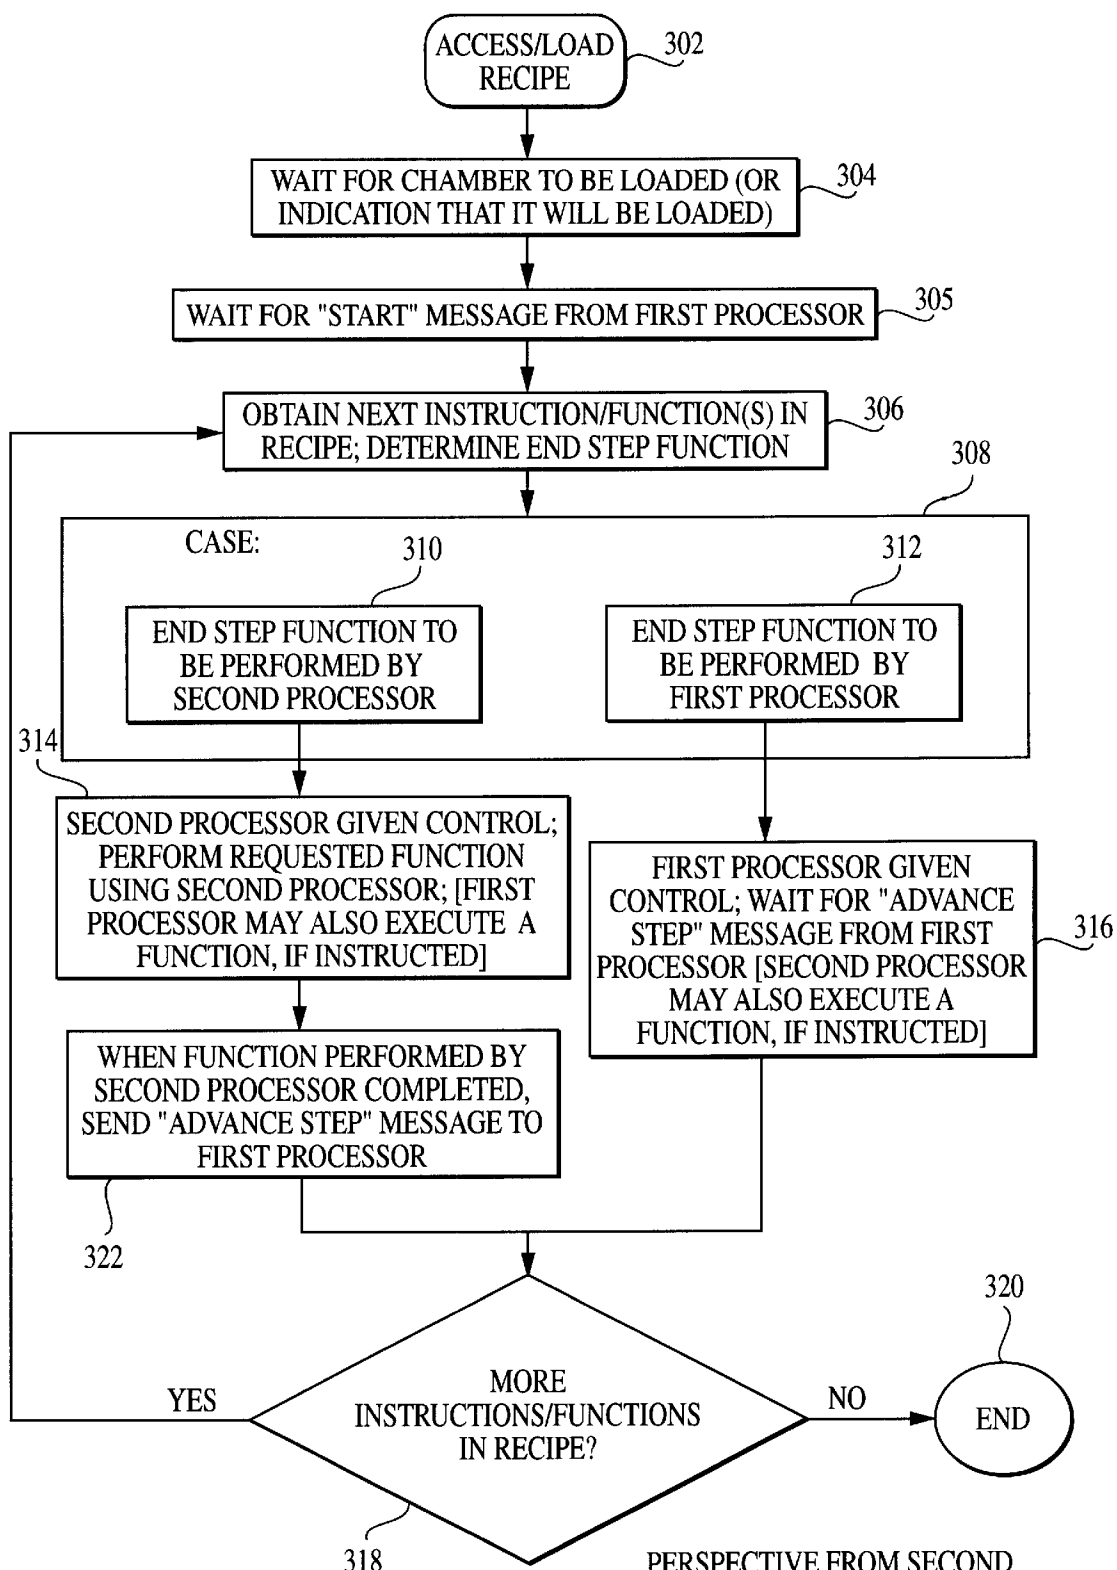 ACCESS/LOAD
RECIPE
302
WAIT FOR CHAMBER TO BE LOADED (OR
INDICATION THAT IT WILL BE LOADED)
304
WAIT FOR "START" MESSAGE FROM FIRST PROCESSOR
305
OBTAIN NEXT INSTRUCTION/FUNCTION(S) IN
RECIPE; DETERMINE END STEP FUNCTION
306
308
CASE:
310
312
END STEP FUNCTION TO
BE PERFORMED BY
SECOND PROCESSOR
END STEP FUNCTION TO
BE PERFORMED BY
FIRST PROCESSOR
314
SECOND PROCESSOR GIVEN CONTROL;
PERFORM REQUESTED FUNCTION
USING SECOND PROCESSOR; [FIRST
PROCESSOR MAY ALSO EXECUTE A
FUNCTION, IF INSTRUCTED]
FIRST PROCESSOR GIVEN
CONTROL; WAIT FOR "ADVANCE
STEP" MESSAGE FROM FIRST
PROCESSOR [SECOND PROCESSOR
MAY ALSO EXECUTE A
FUNCTION, IF INSTRUCTED]
316
WHEN FUNCTION PERFORMED BY
SECOND PROCESSOR COMPLETED,
SEND "ADVANCE STEP" MESSAGE TO
FIRST PROCESSOR
322
320
YES
MORE
INSTRUCTIONS/FUNCTIONS
IN RECIPE?
NO
END
318
PERSPECTIVE FROM SECOND